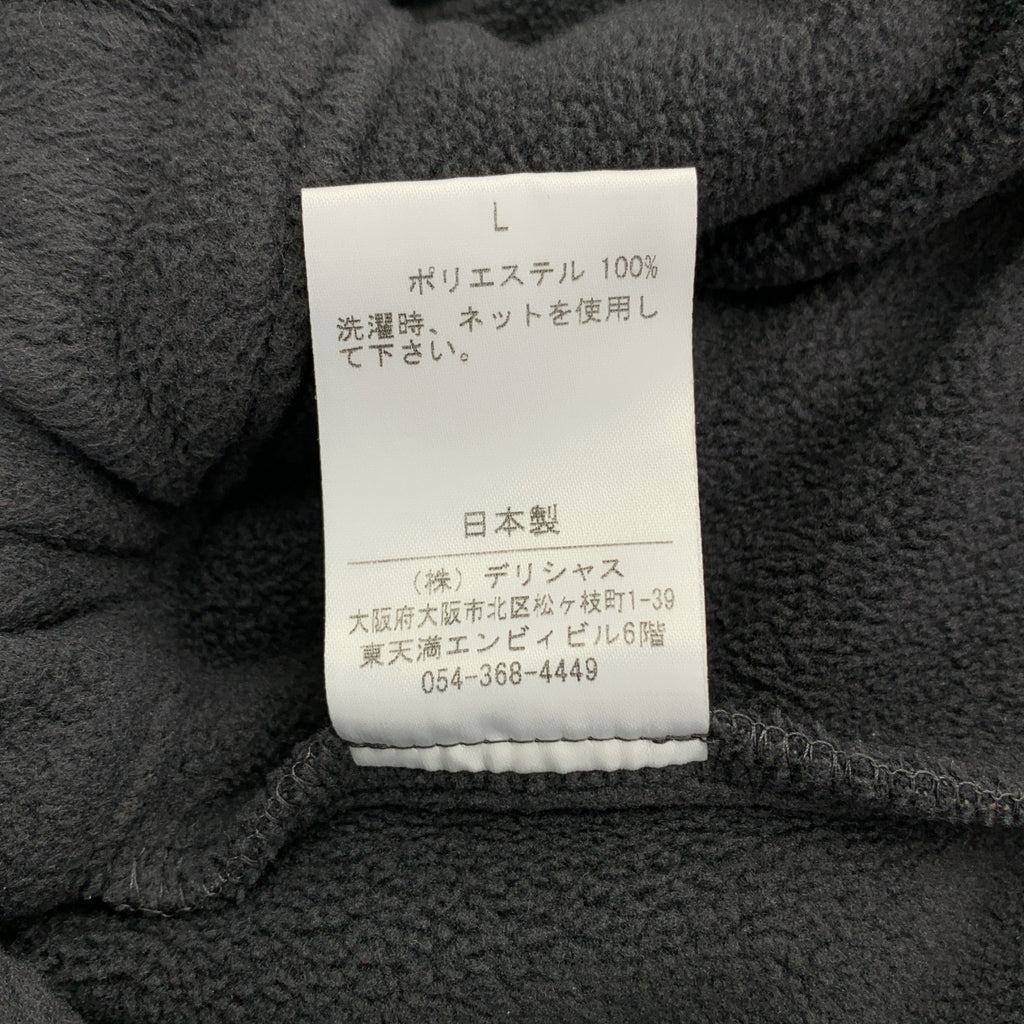 L
ポリエステル 100%
洗濯時、ネットを使用し
て下さい。
日本製
（株）デリシャス
大阪府大阪市北区松ヶ枝町1-39
東天満エンビィビル6階
054-368-4449